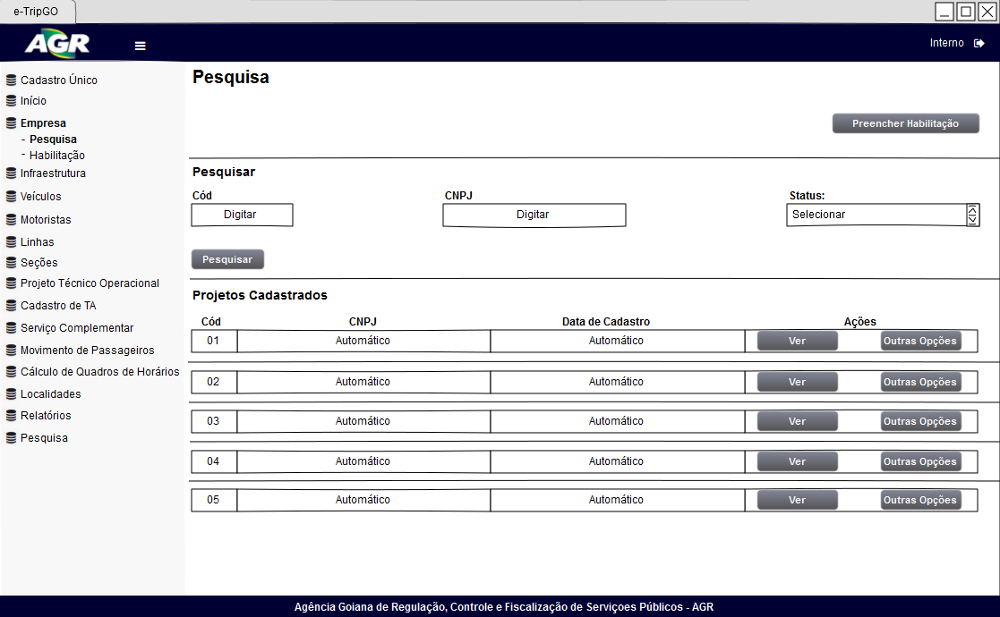 e-TripGO
AGR
Interno
Cadastro Único
Início
Empresa
- Pesquisa
- Habilitação
Infraestrutura
Veículos
Motoristas
Linhas
Seções
Projeto Técnico Operacional
Cadastro de TA
Serviço Complementar
Movimento de Passageiros
Cálculo de Quadros de Horários
Localidades
Relatórios
Pesquisa
Pesquisa
Preencher Habilitação
Pesquisar
Cód CNPJ Status:
Digitar Digitar Selecionar
Pesquisar
Projetos Cadastrados
Cód CNPJ Data de Cadastro Ações
01 Automático Automático Ver Outras Opções
02 Automático Automático Ver Outras Opções
03 Automático Automático Ver Outras Opções
04 Automático Automático Ver Outras Opções
05 Automático Automático Ver Outras Opções
Agência Goiana de Regulação, Controle e Fiscalização de Serviçoes Públicos - AGR